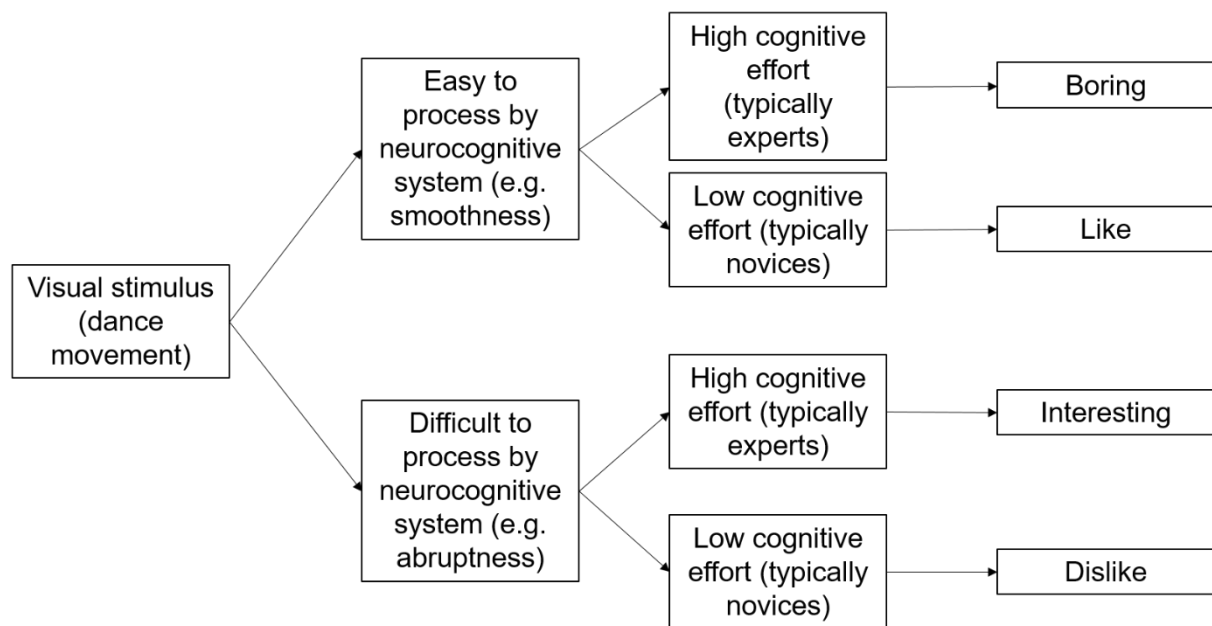 Visual stimulus
(dance
movement)
Easy to
process by
neurocognitive
system (e.g.
smoothness)
High cognitive
effort
(typically
experts)
Boring
Low cognitive
effort (typically
novices)
Like
Difficult to
process by
neurocognitive
system (e.g.
abruptness)
High cognitive
effort (typically
experts)
Interesting
Low cognitive
effort (typically
novices)
Dislike